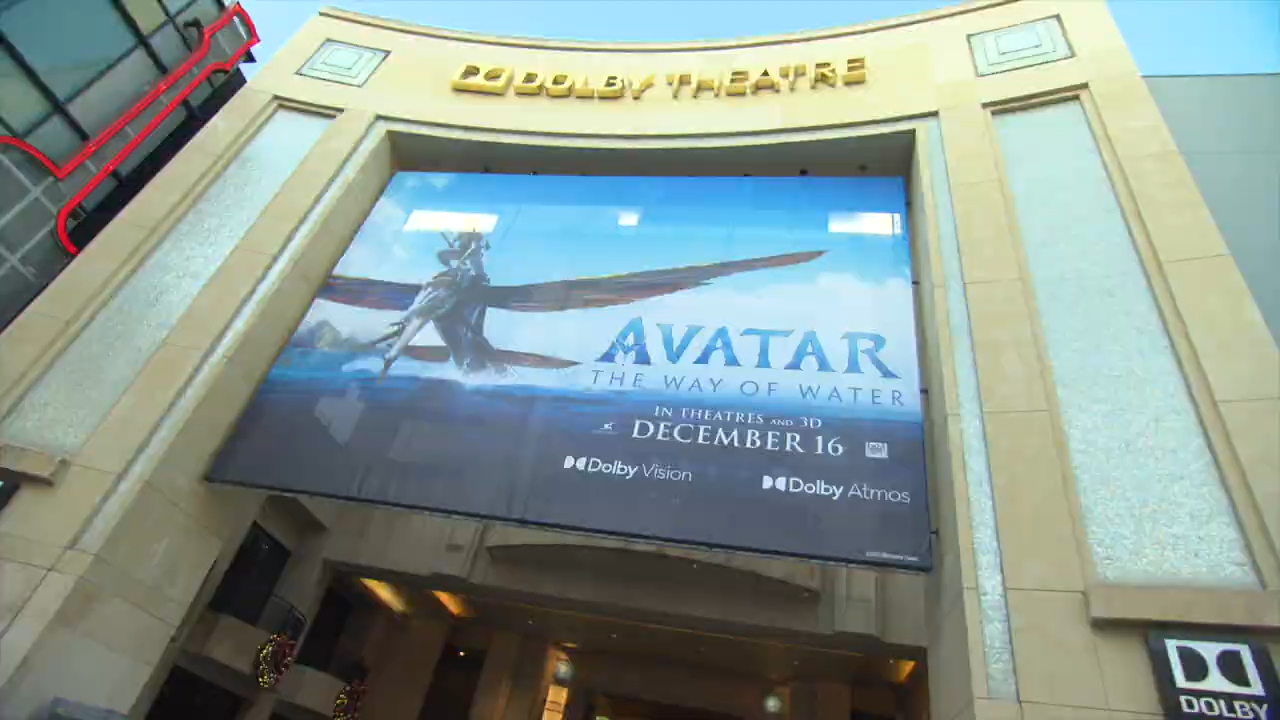 DOLBY THEATRE
AVATAR
THE WAY OF WATER
IN THEATRES AND 3D
DECEMBER 16
Dolby Vision
Dolby Atmos
DOLBY